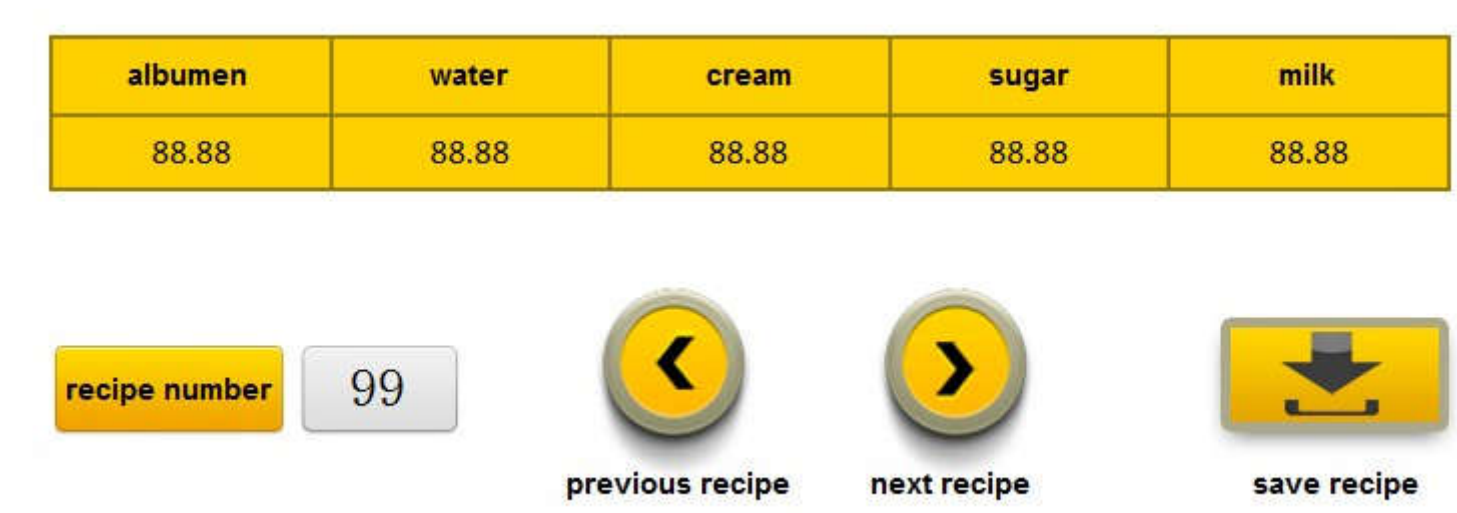 albumen water cream sugar milk
88.88 88.88 88.88 88.88 88.88
recipe number 99
previous recipe next recipe save recipe